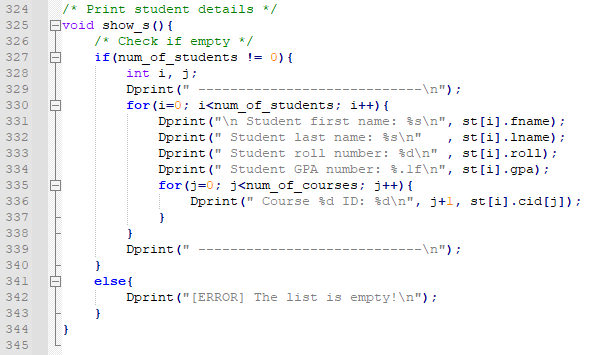 324 /* Print student details */
325 void show_s(){
326     /* Check if empty */
327     if(num_of_students != 0){
328         int i, j;
329         Dprint(" ----------------------------\n");
330         for(i=0; i<num_of_students; i++){
331             Dprint("\n Student first name: %s\n", st[i].fname);
332             Dprint(" Student last name: %s\n"   , st[i].lname);
333             Dprint(" Student roll number: %d\n" , st[i].roll);
334             Dprint(" Student GPA number: %.1f\n", st[i].gpa);
335             for(j=0; j<num_of_courses; j++){
336                 Dprint(" Course %d ID: %d\n", j+1, st[i].cid[j]);
337             }
338         }
339         Dprint(" ----------------------------\n");
340     }
341     else{
342         Dprint("[ERROR] The list is empty!\n");
343     }
344 }
345